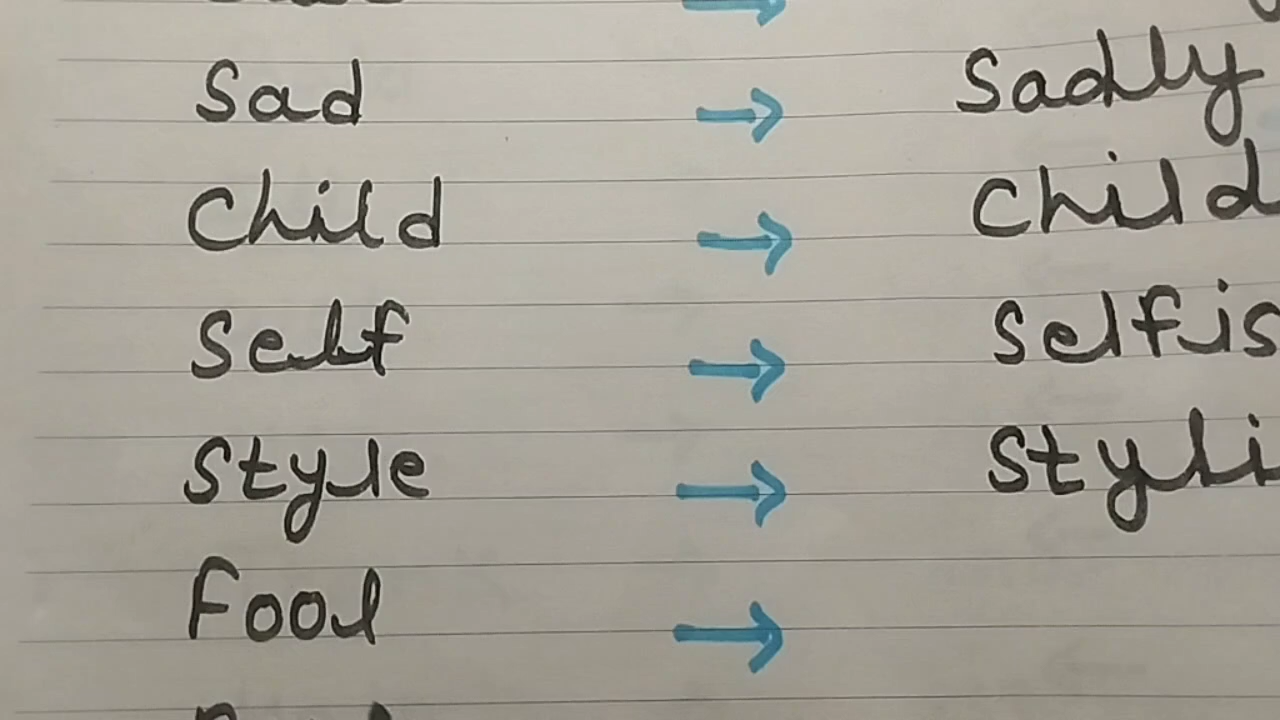 Sad → Sadly
Child → Child
Self → Selfis
Style → Styli
Fool →